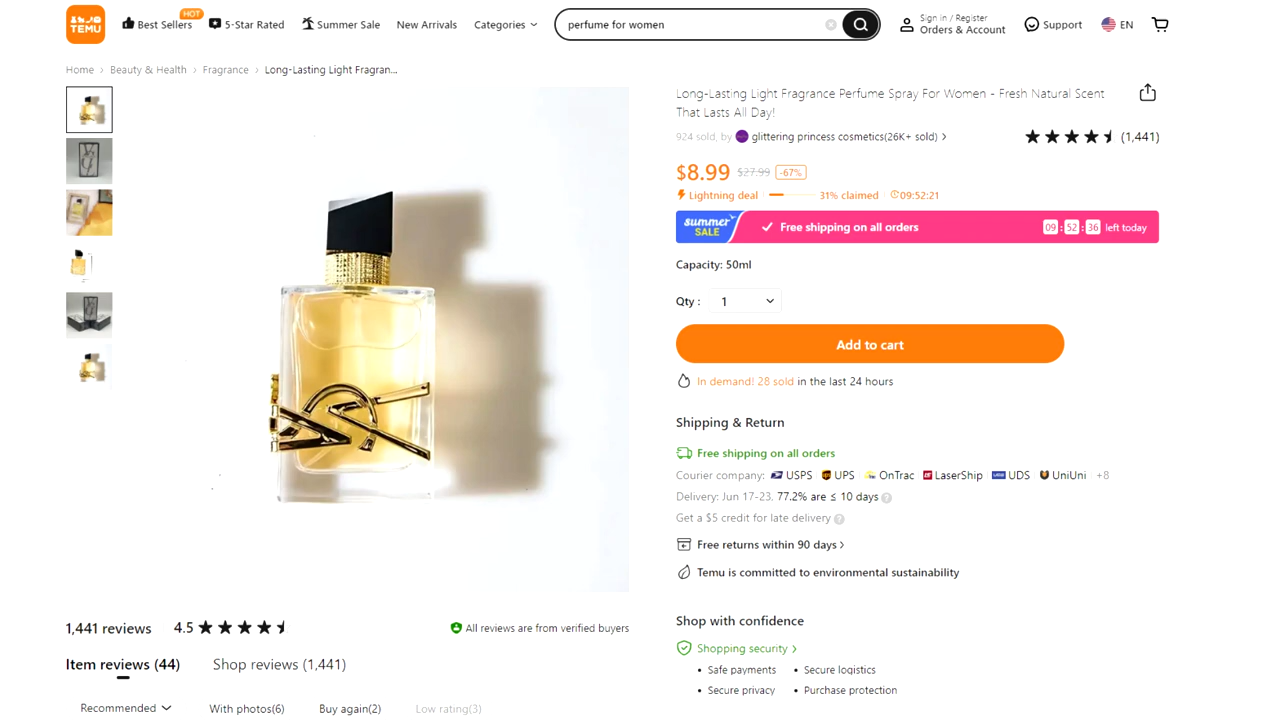 TEMU
Best Sellers
HOT
5-Star Rated
Summer Sale
New Arrivals
Categories
perfume for women
Sign in / Register
Orders & Account
Support
EN
Home › Beauty & Health › Fragrance › Long-Lasting Light Fragran...
Long-Lasting Light Fragrance Perfume Spray For Women - Fresh Natural Scent
That Lasts All Day!
924 sold, by glittering princess cosmetics(26K+ sold) ›
(1,441)
$8.99 $27.99 -67%
Lightning deal 31% claimed 09:52:21
summer
SALE
Free shipping on all orders
09 : 52 : 36 left today
Capacity: 50ml
Qty : 1
Add to cart
In demand! 28 sold in the last 24 hours
Shipping & Return
Free shipping on all orders
Courier company: USPS UPS OnTrac LaserShip UDS UniUni +8
Delivery: Jun 17-23, 77.2% are ≤ 10 days ?
Get a $5 credit for late delivery ?
Free returns within 90 days ›
Temu is committed to environmental sustainability
1,441 reviews 4.5
All reviews are from verified buyers
Item reviews (44) Shop reviews (1,441)
Recommended With photos(6) Buy again(2) Low rating(3)
Shop with confidence
Shopping security ›
• Safe payments • Secure logistics
• Secure privacy • Purchase protection